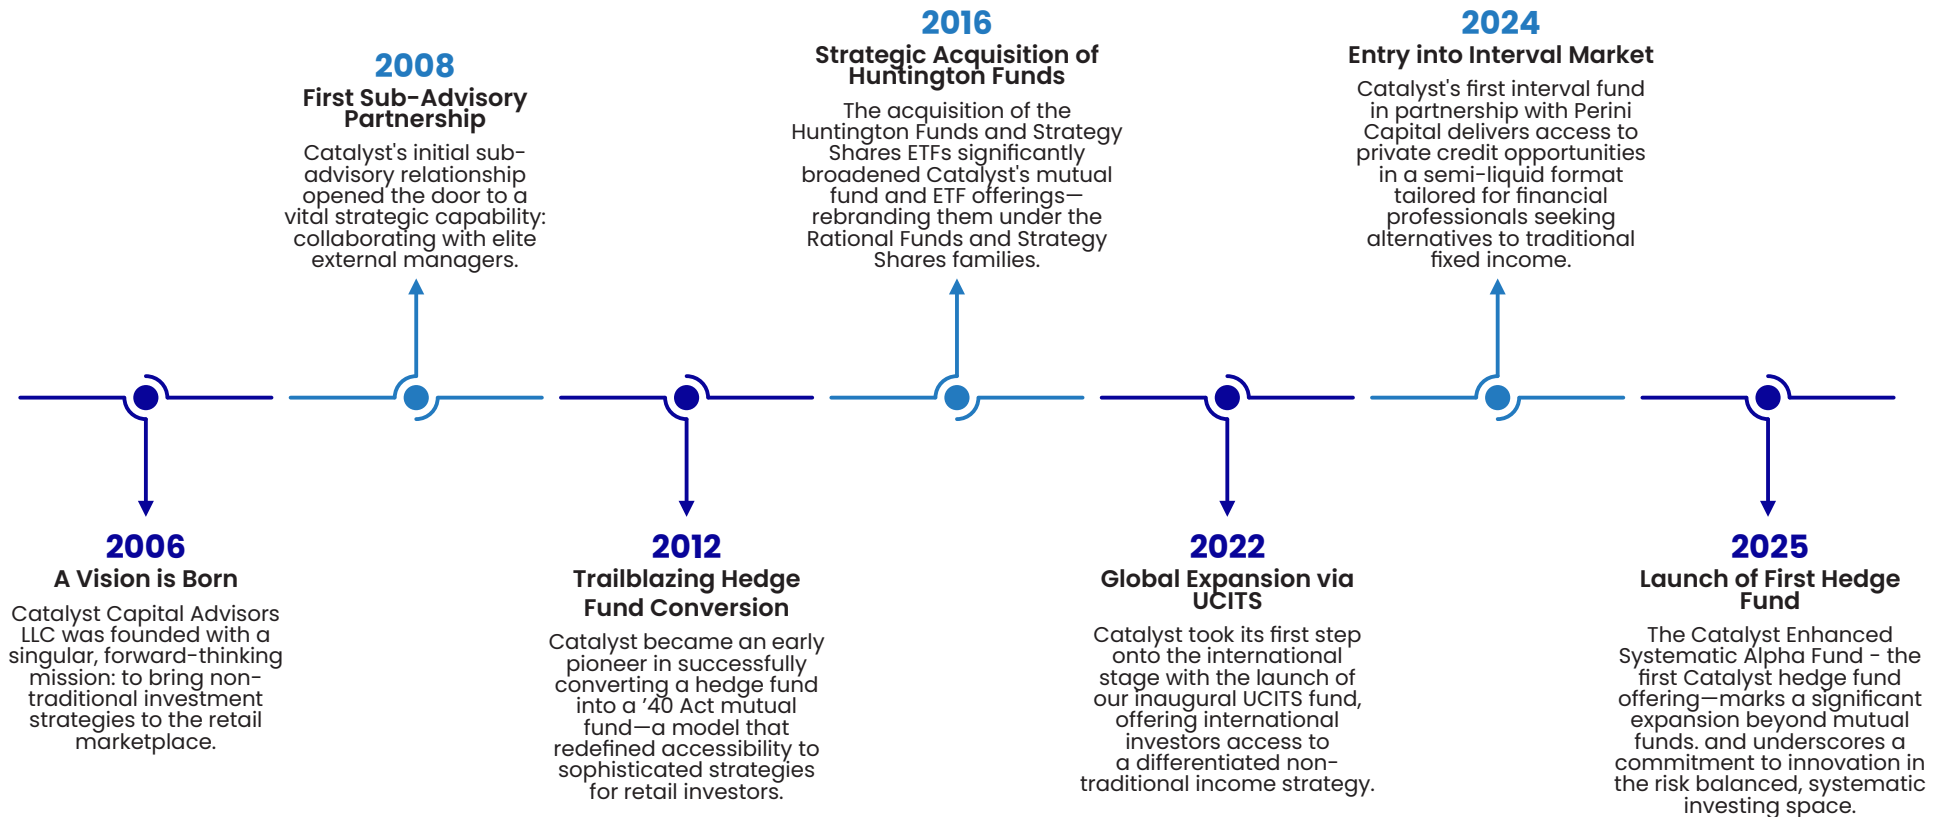 2006
A Vision is Born
Catalyst Capital Advisors
LLC was founded with a
singular, forward-thinking
mission: to bring non-
traditional investment
strategies to the retail
marketplace.
2008
First Sub-Advisory
Partnership
Catalyst's initial sub-
advisory relationship
opened the door to a
vital strategic capability:
collaborating with elite
external managers.
2012
Trailblazing Hedge
Fund Conversion
Catalyst became an early
pioneer in successfully
converting a hedge fund
into a ’40 Act mutual
fund—a model that
redefined accessibility to
sophisticated strategies
for retail investors.
2016
Strategic Acquisition of
Huntington Funds
The acquisition of the
Huntington Funds and Strategy
Shares ETFs significantly
broadened Catalyst's mutual
fund and ETF offerings—
rebranding them under the
Rational Funds and Strategy
Shares families.
2022
Global Expansion via
UCITS
Catalyst took its first step
onto the international
stage with the launch of
our inaugural UCITS fund,
offering international
investors access to
a differentiated non-
traditional income strategy.
2024
Entry into Interval Market
Catalyst's first interval fund
in partnership with Perini
Capital delivers access to
private credit opportunities
in a semi-liquid format
tailored for financial
professionals seeking
alternatives to traditional
fixed income.
2025
Launch of First Hedge
Fund
The Catalyst Enhanced
Systematic Alpha Fund - the
first Catalyst hedge fund
offering—marks a significant
expansion beyond mutual
funds. and underscores a
commitment to innovation in
the risk balanced, systematic
investing space.